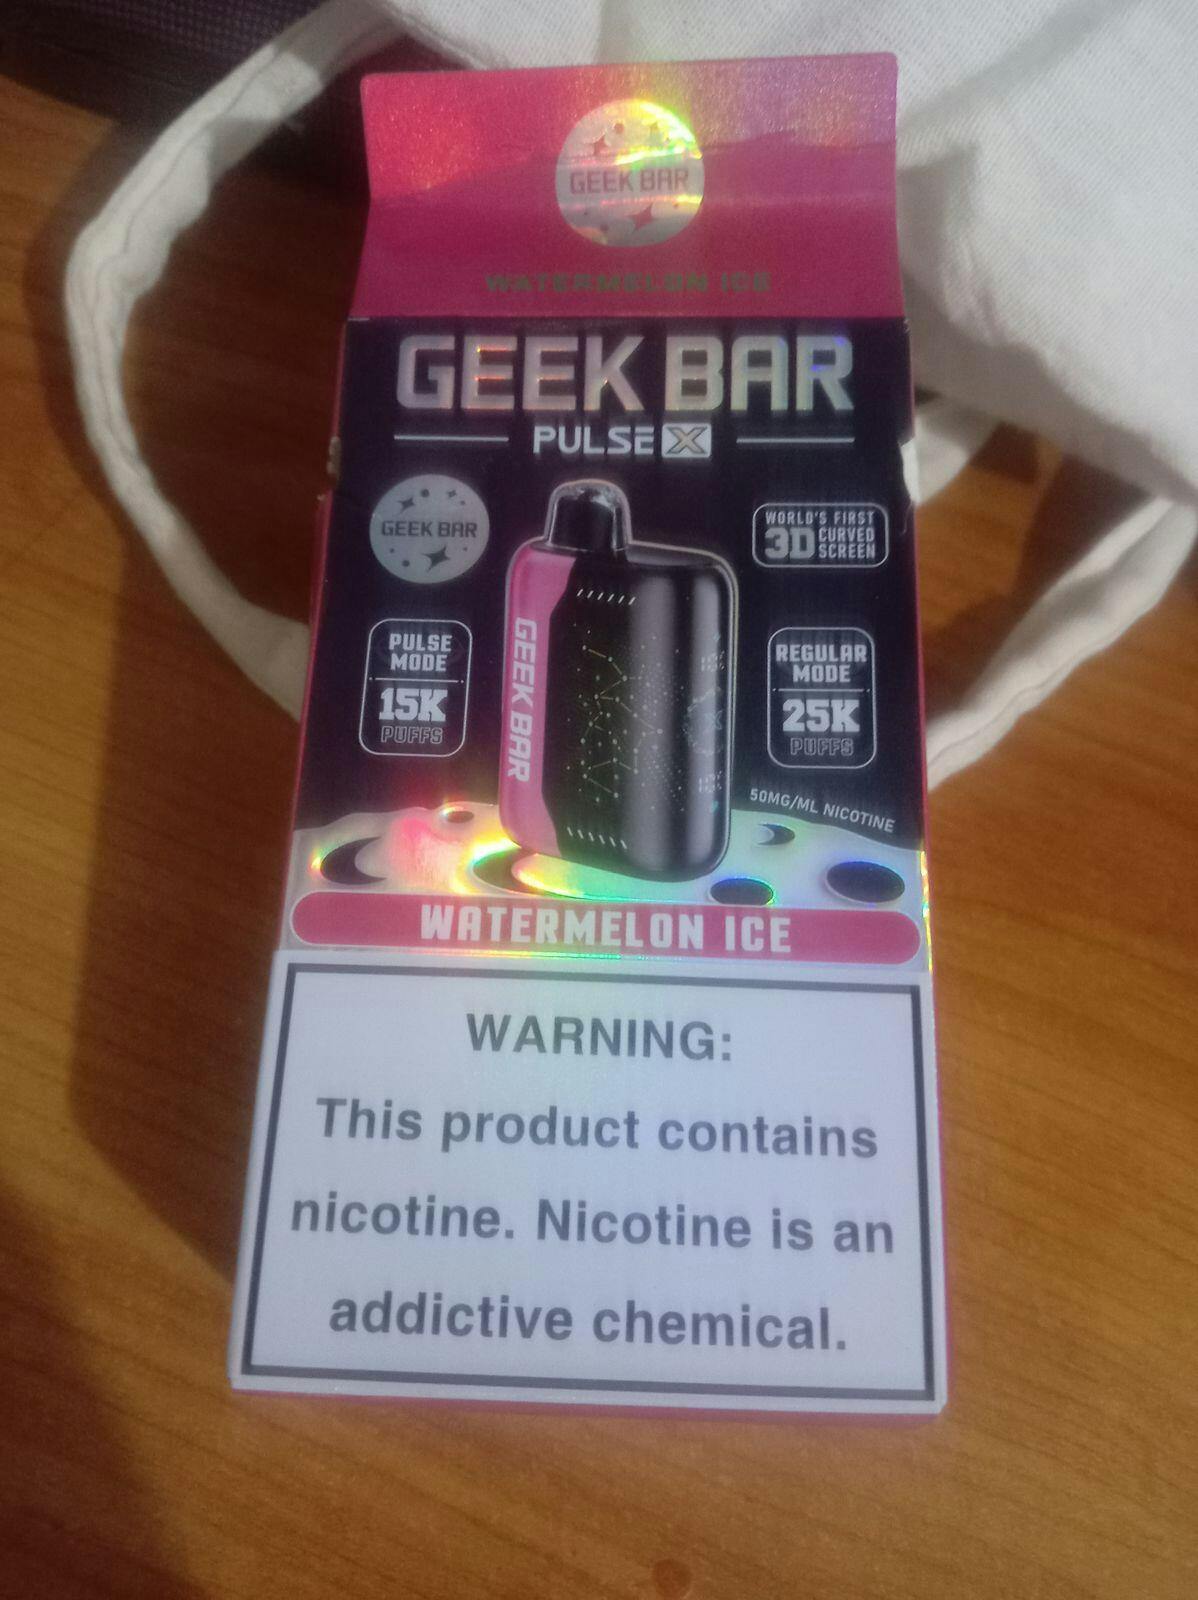 GEEK BAR
WATERMELON ICE
GEEK BAR
PULSE X
GEEK BAR
WORLD'S FIRST
3D CURVED
SCREEN
PULSE
MODE
15K
PUFFS
GEEK BAR
REGULAR
MODE
25K
PUFFS
50MG/ML NICOTINE
WATERMELON ICE
WARNING:
This product contains
nicotine. Nicotine is an
addictive chemical.